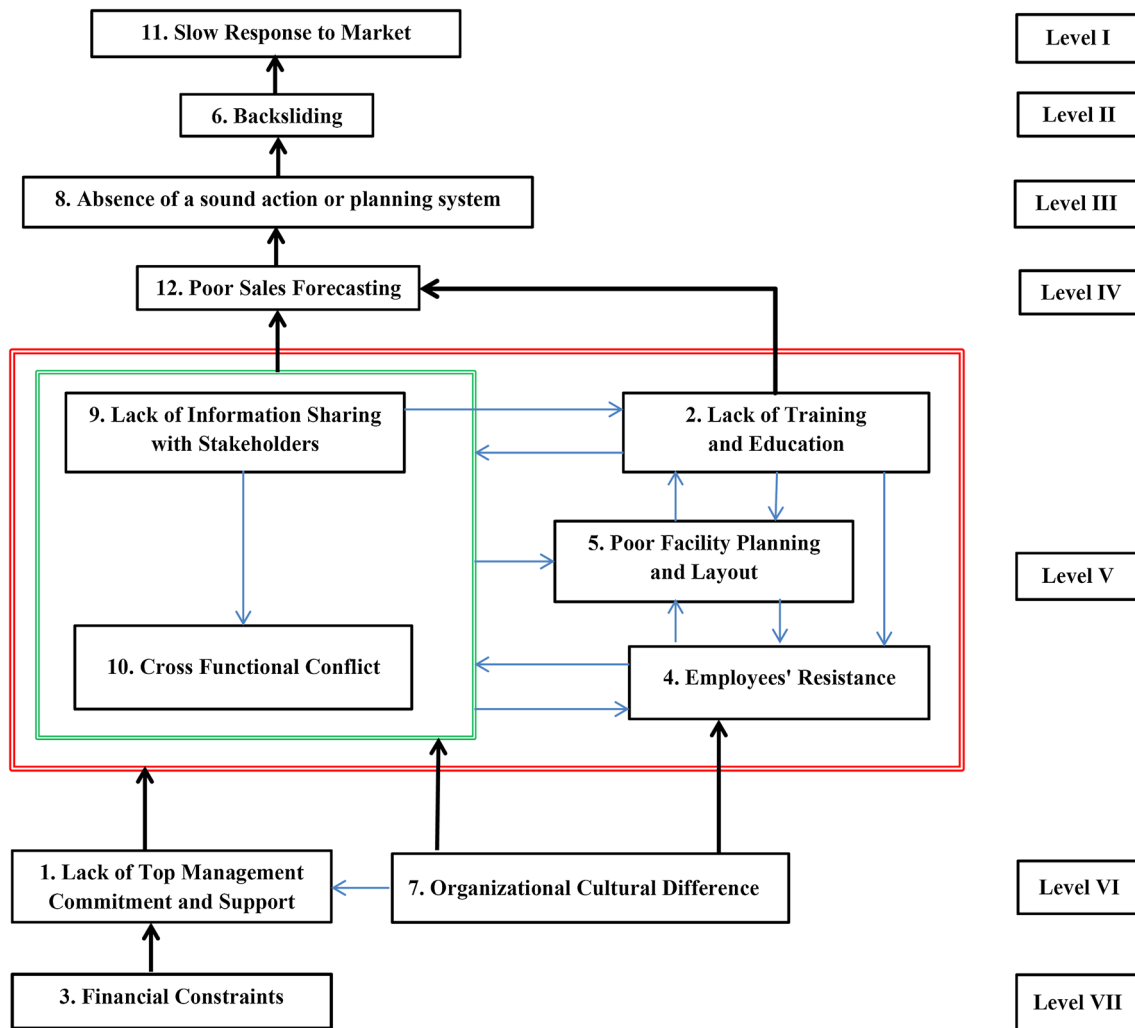 11. Slow Response to Market
Level I
6. Backsliding
Level II
8. Absence of a sound action or planning system
Level III
12. Poor Sales Forecasting
Level IV
9. Lack of Information Sharing
with Stakeholders
2. Lack of Training
and Education
5. Poor Facility Planning
and Layout
Level V
10. Cross Functional Conflict
4. Employees' Resistance
1. Lack of Top Management
Commitment and Support
7. Organizational Cultural Difference
Level VI
3. Financial Constraints
Level VII